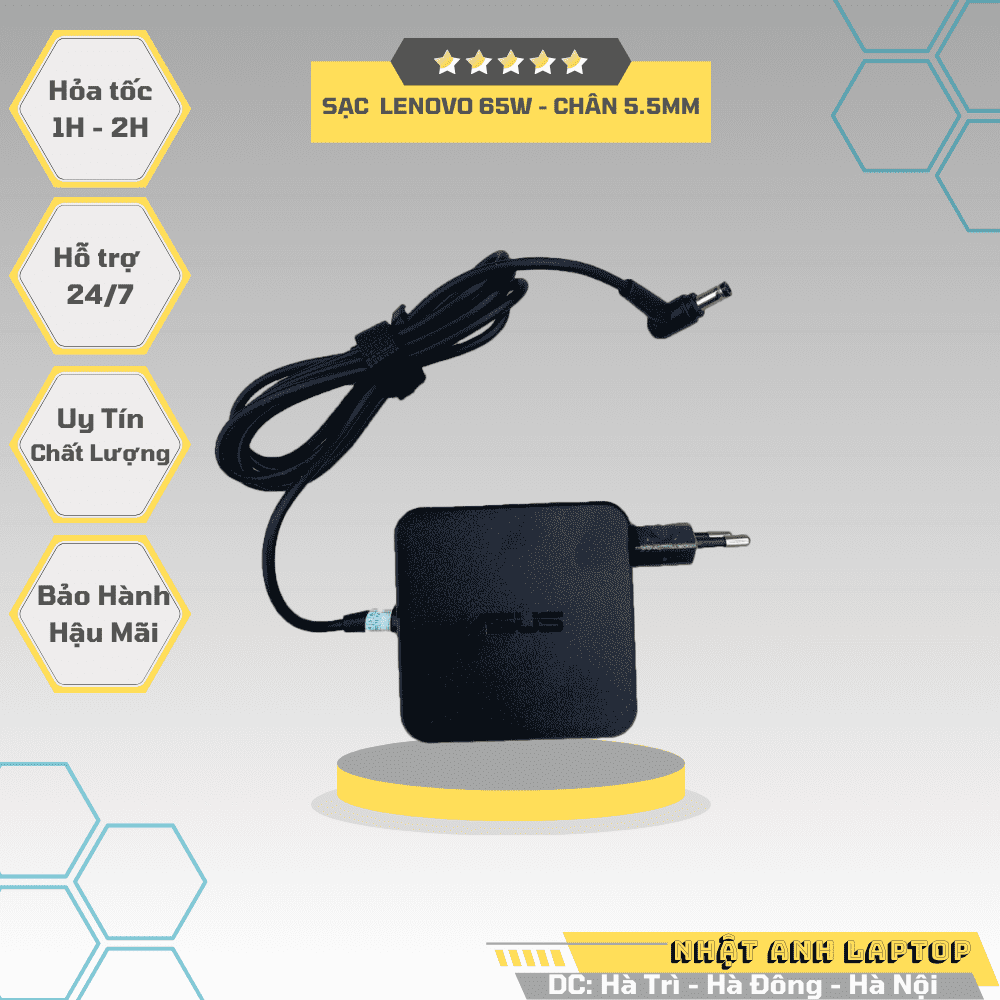 Hỏa tốc
1H - 2H
SẠC LENOVO 65W - CHÂN 5.5MM
Hỗ trợ
24/7
Uy Tín
Chất Lượng
Bảo Hành
Hậu Mãi
ASUS
NHẬT ANH LAPTOP
DC: Hà Trì - Hà Đông - Hà Nội